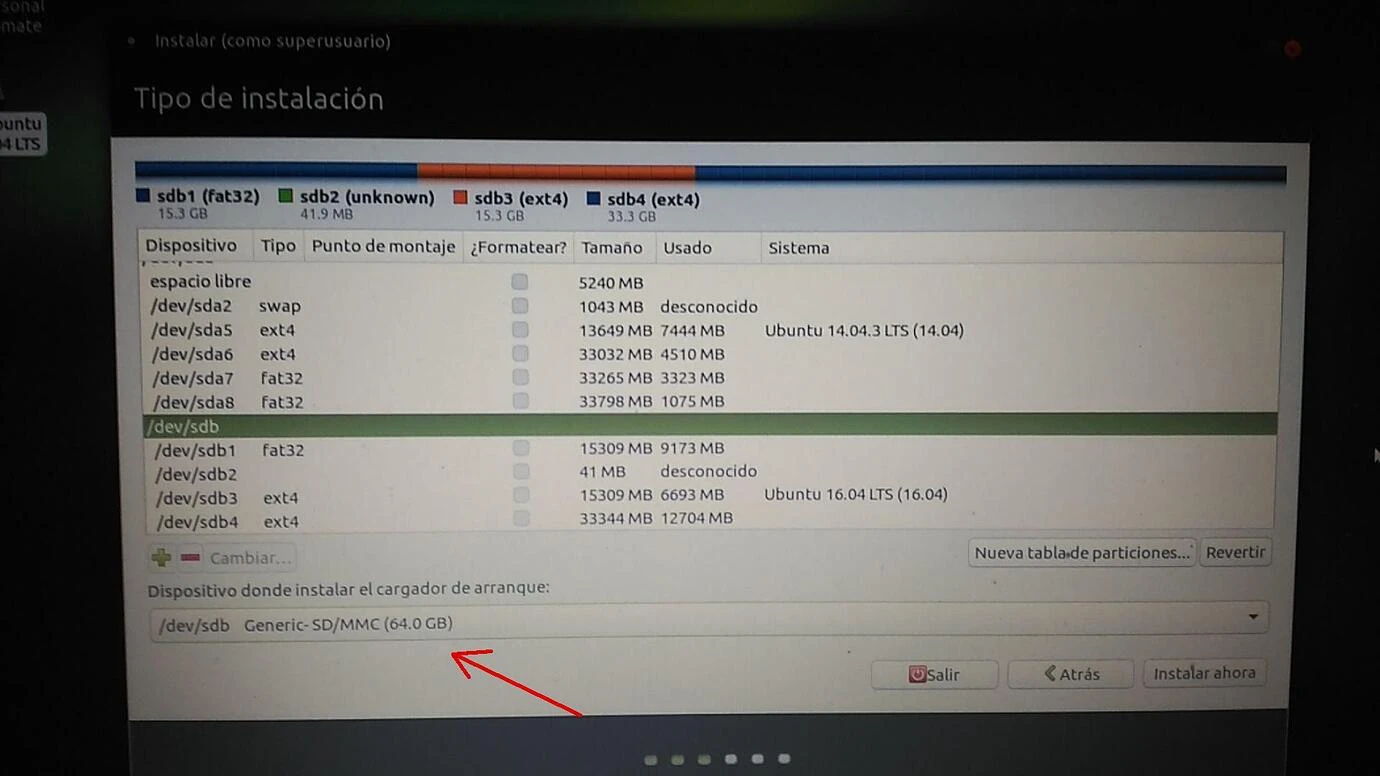 sonal
mate
Instalar (como superusuario)
Tipo de instalación
untu
04 LTS
sdb1 (fat32) sdb2 (unknown) sdb3 (ext4) sdb4 (ext4)
15.3 GB 41.9 MB 15.3 GB 33.3 GB
Dispositivo Tipo Punto de montaje ¿Formatear? Tamaño Usado Sistema
espacio libre 5240 MB
/dev/sda2 swap 1043 MB desconocido
/dev/sda5 ext4 13649 MB 7444 MB Ubuntu 14.04.3 LTS (14.04)
/dev/sda6 ext4 33032 MB 4510 MB
/dev/sda7 fat32 33265 MB 3323 MB
/dev/sda8 fat32 33798 MB 1075 MB
/dev/sdb
/dev/sdb1 fat32 15309 MB 9173 MB
/dev/sdb2 41 MB desconocido
/dev/sdb3 ext4 15309 MB 6693 MB Ubuntu 16.04 LTS (16.04)
/dev/sdb4 ext4 33344 MB 12704 MB
Cambiar... Nueva tabla de particiones... Revertir
Dispositivo donde instalar el cargador de arranque:
/dev/sdb Generic- SD/MMC (64.0 GB)
Salir Atrás Instalar ahora